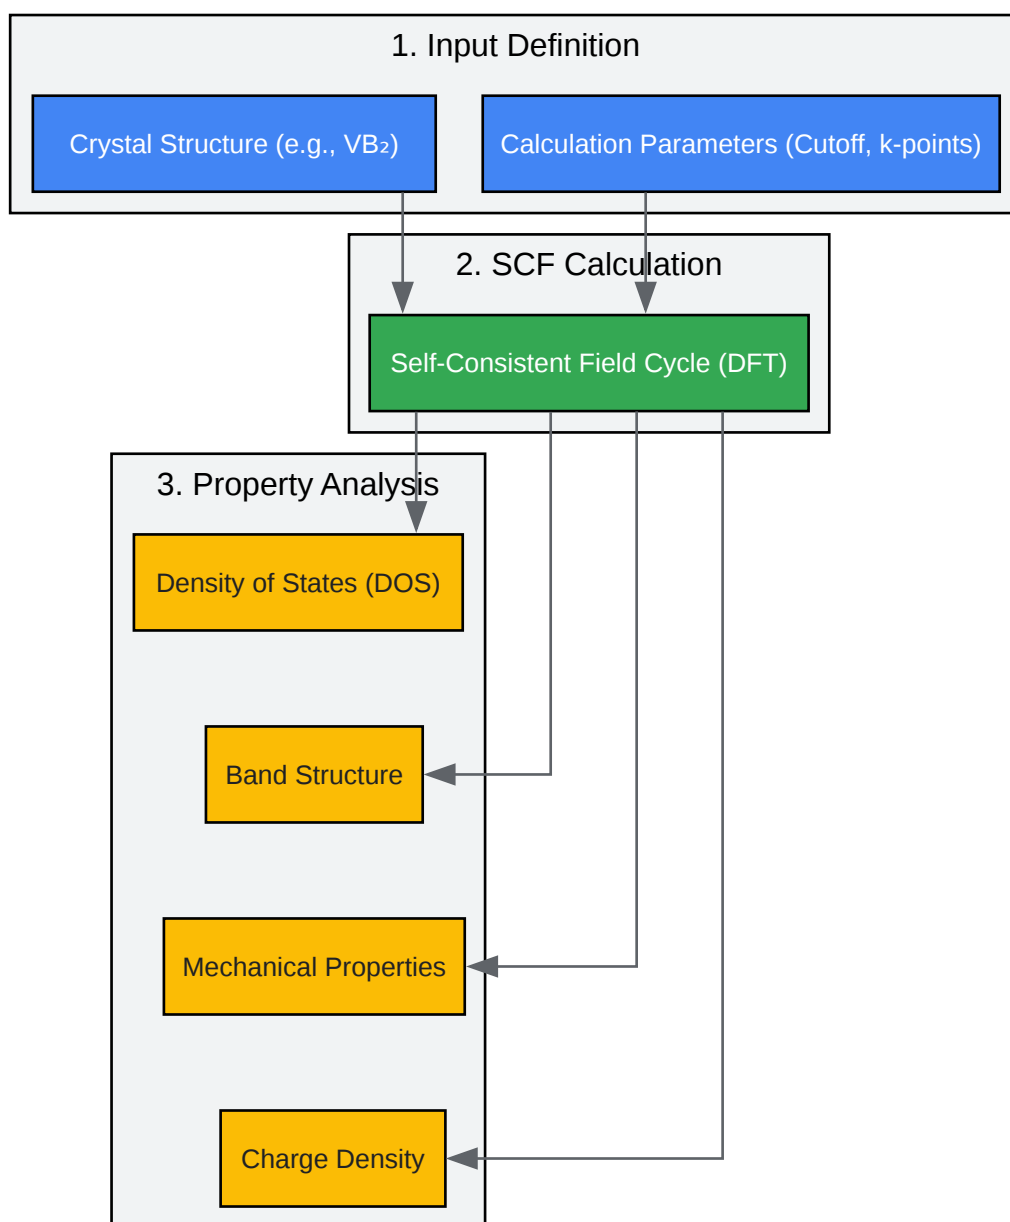 1. Input Definition
Crystal Structure (e.g., VB₂)
Calculation Parameters (Cutoff, k-points)
2. SCF Calculation
Self-Consistent Field Cycle (DFT)
3. Property Analysis
Density of States (DOS)
Band Structure
Mechanical Properties
Charge Density